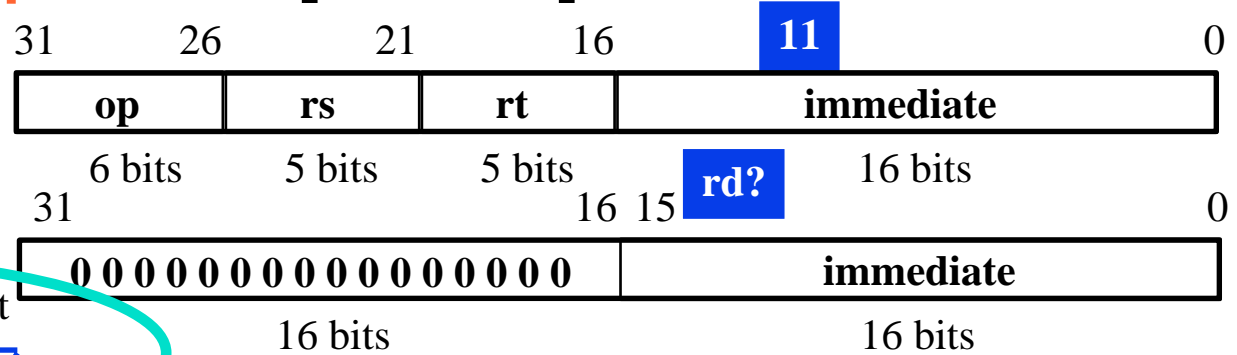 31 26 21 16 11 0
op rs rt immediate
6 bits 5 bits 5 bits rd? 16 bits
31 16 15 0
0 0 0 0 0 0 0 0 0 0 0 0 0 0 0 0 immediate
t
16 bits 16 bits